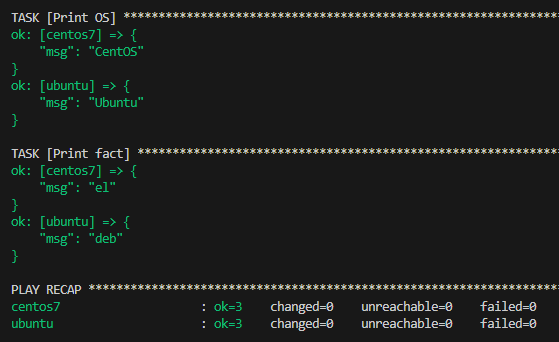 TASK [Print OS] **************************************************************
ok: [centos7] => {
    "msg": "CentOS"
}
ok: [ubuntu] => {
    "msg": "Ubuntu"
}
TASK [Print fact] ************************************************************
ok: [centos7] => {
    "msg": "el"
}
ok: [ubuntu] => {
    "msg": "deb"
}
PLAY RECAP *******************************************************************
centos7                    : ok=3    changed=0    unreachable=0    failed=0
ubuntu                     : ok=3    changed=0    unreachable=0    failed=0